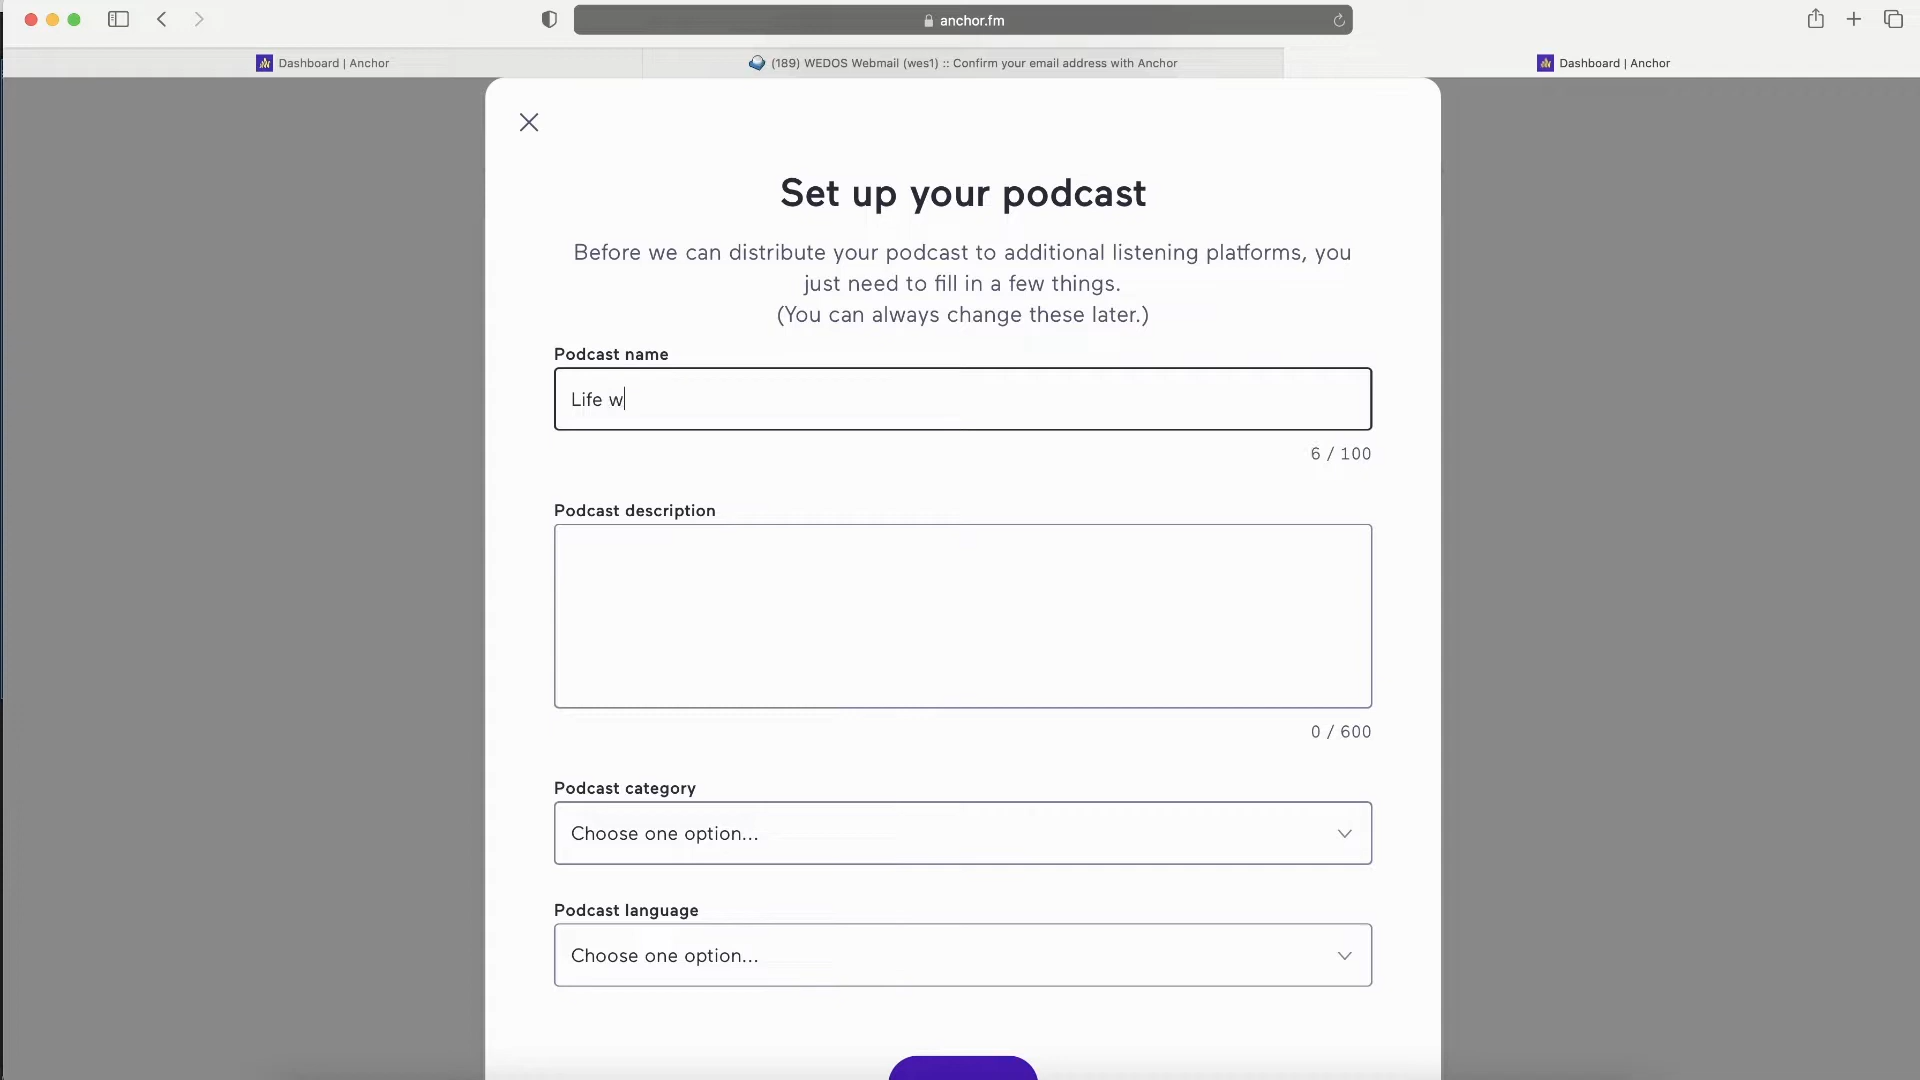 anchor.fm
Dashboard | Anchor
(189) WEDOS Webmail (wes1) :: Confirm your email address with Anchor
Dashboard | Anchor
Set up your podcast
Before we can distribute your podcast to additional listening platforms, you
just need to fill in a few things.
(You can always change these later.)
Podcast name
Life w
6 / 100
Podcast description
0 / 600
Podcast category
Choose one option...
Podcast language
Choose one option...